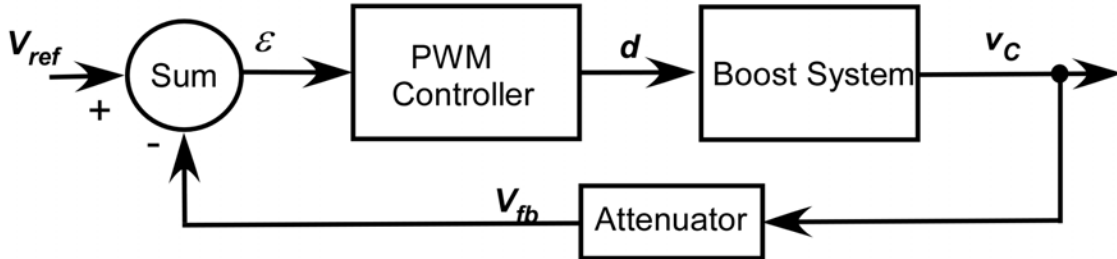 V_ref
+
-
Sum
ε
PWM
Controller
d
Boost System
v_C
V_fb
Attenuator